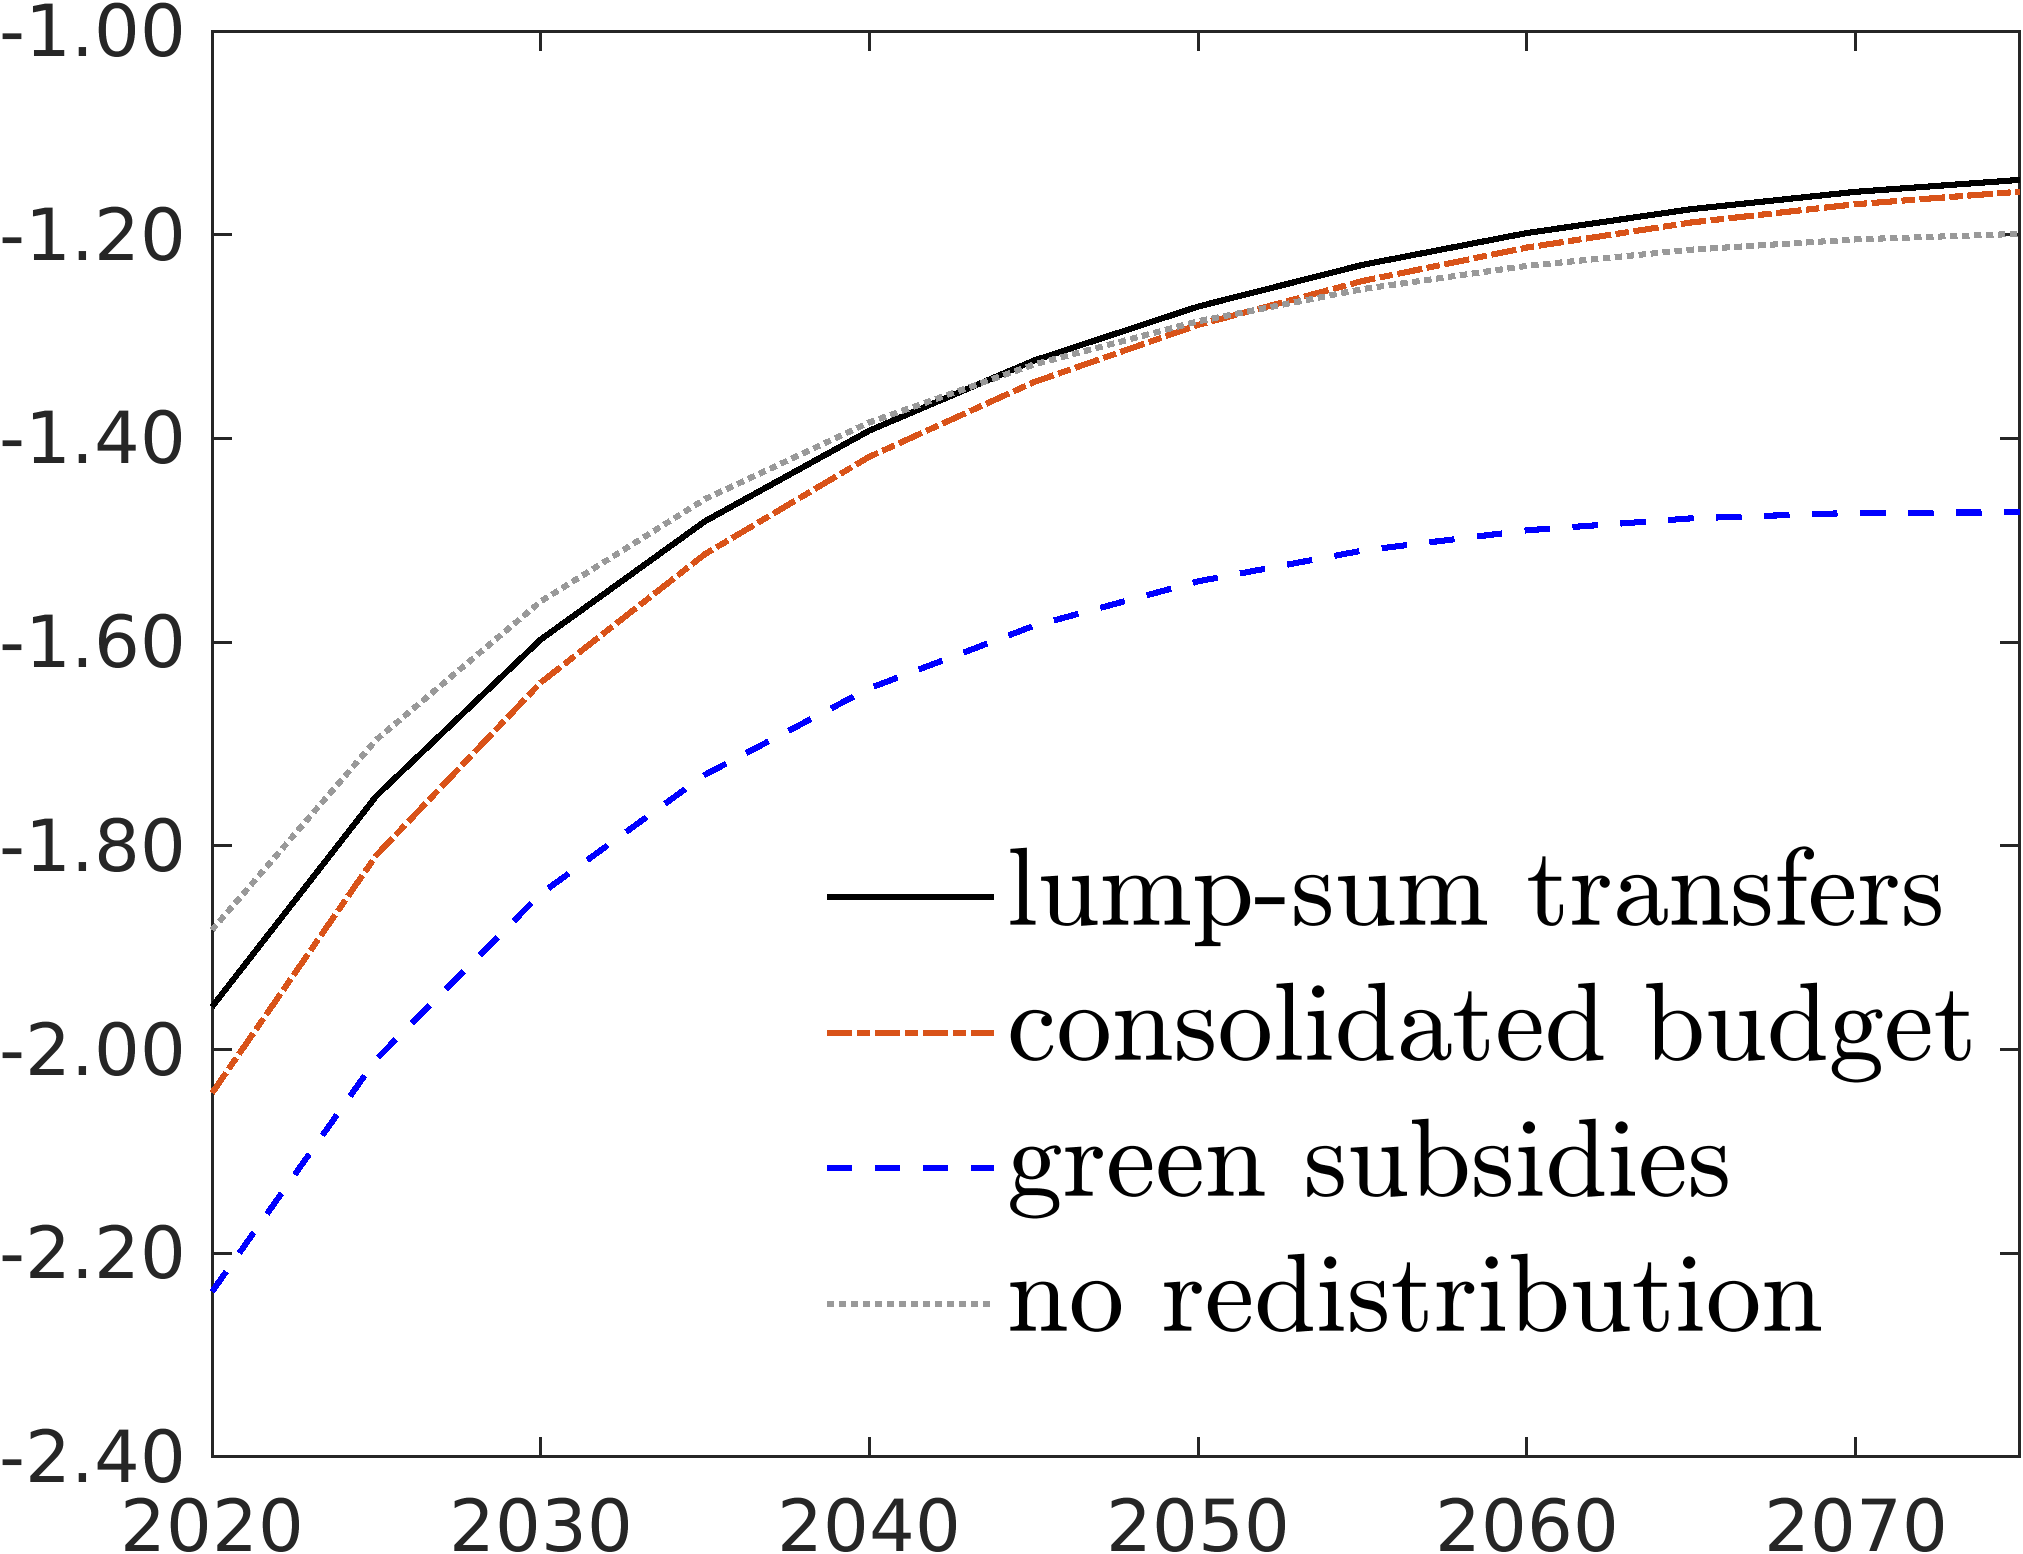 -1.00
-1.20
-1.40
-1.60
-1.80
-2.00
-2.20
-2.40
lump-sum transfers
consolidated budget
green subsidies
no redistribution
2020 2030 2040 2050 2060 2070